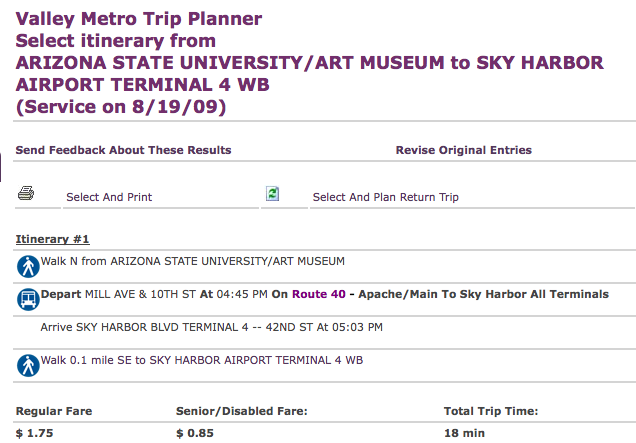 Valley Metro Trip Planner
Select itinerary from
ARIZONA STATE UNIVERSITY/ART MUSEUM to SKY HARBOR
AIRPORT TERMINAL 4 WB
(Service on 8/19/09)
Send Feedback About These Results Revise Original Entries
Select And Print Select And Plan Return Trip
Itinerary #1
Walk N from ARIZONA STATE UNIVERSITY/ART MUSEUM
Depart MILL AVE & 10TH ST At 04:45 PM On Route 40 - Apache/Main To Sky Harbor All Terminals
Arrive SKY HARBOR BLVD TERMINAL 4 -- 42ND ST At 05:03 PM
Walk 0.1 mile SE to SKY HARBOR AIRPORT TERMINAL 4 WB
Regular Fare Senior/Disabled Fare: Total Trip Time:
$ 1.75 $ 0.85 18 min